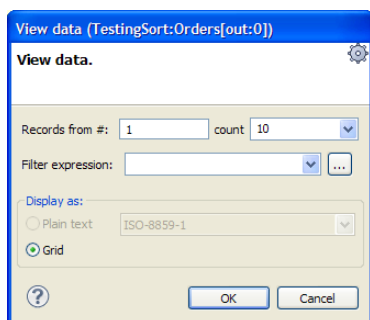 View data (TestingSort:Orders[out:0])
View data.
Records from #: 1 count 10
Filter expression: ...
Display as:
Plain text ISO-8859-1
Grid
? OK Cancel